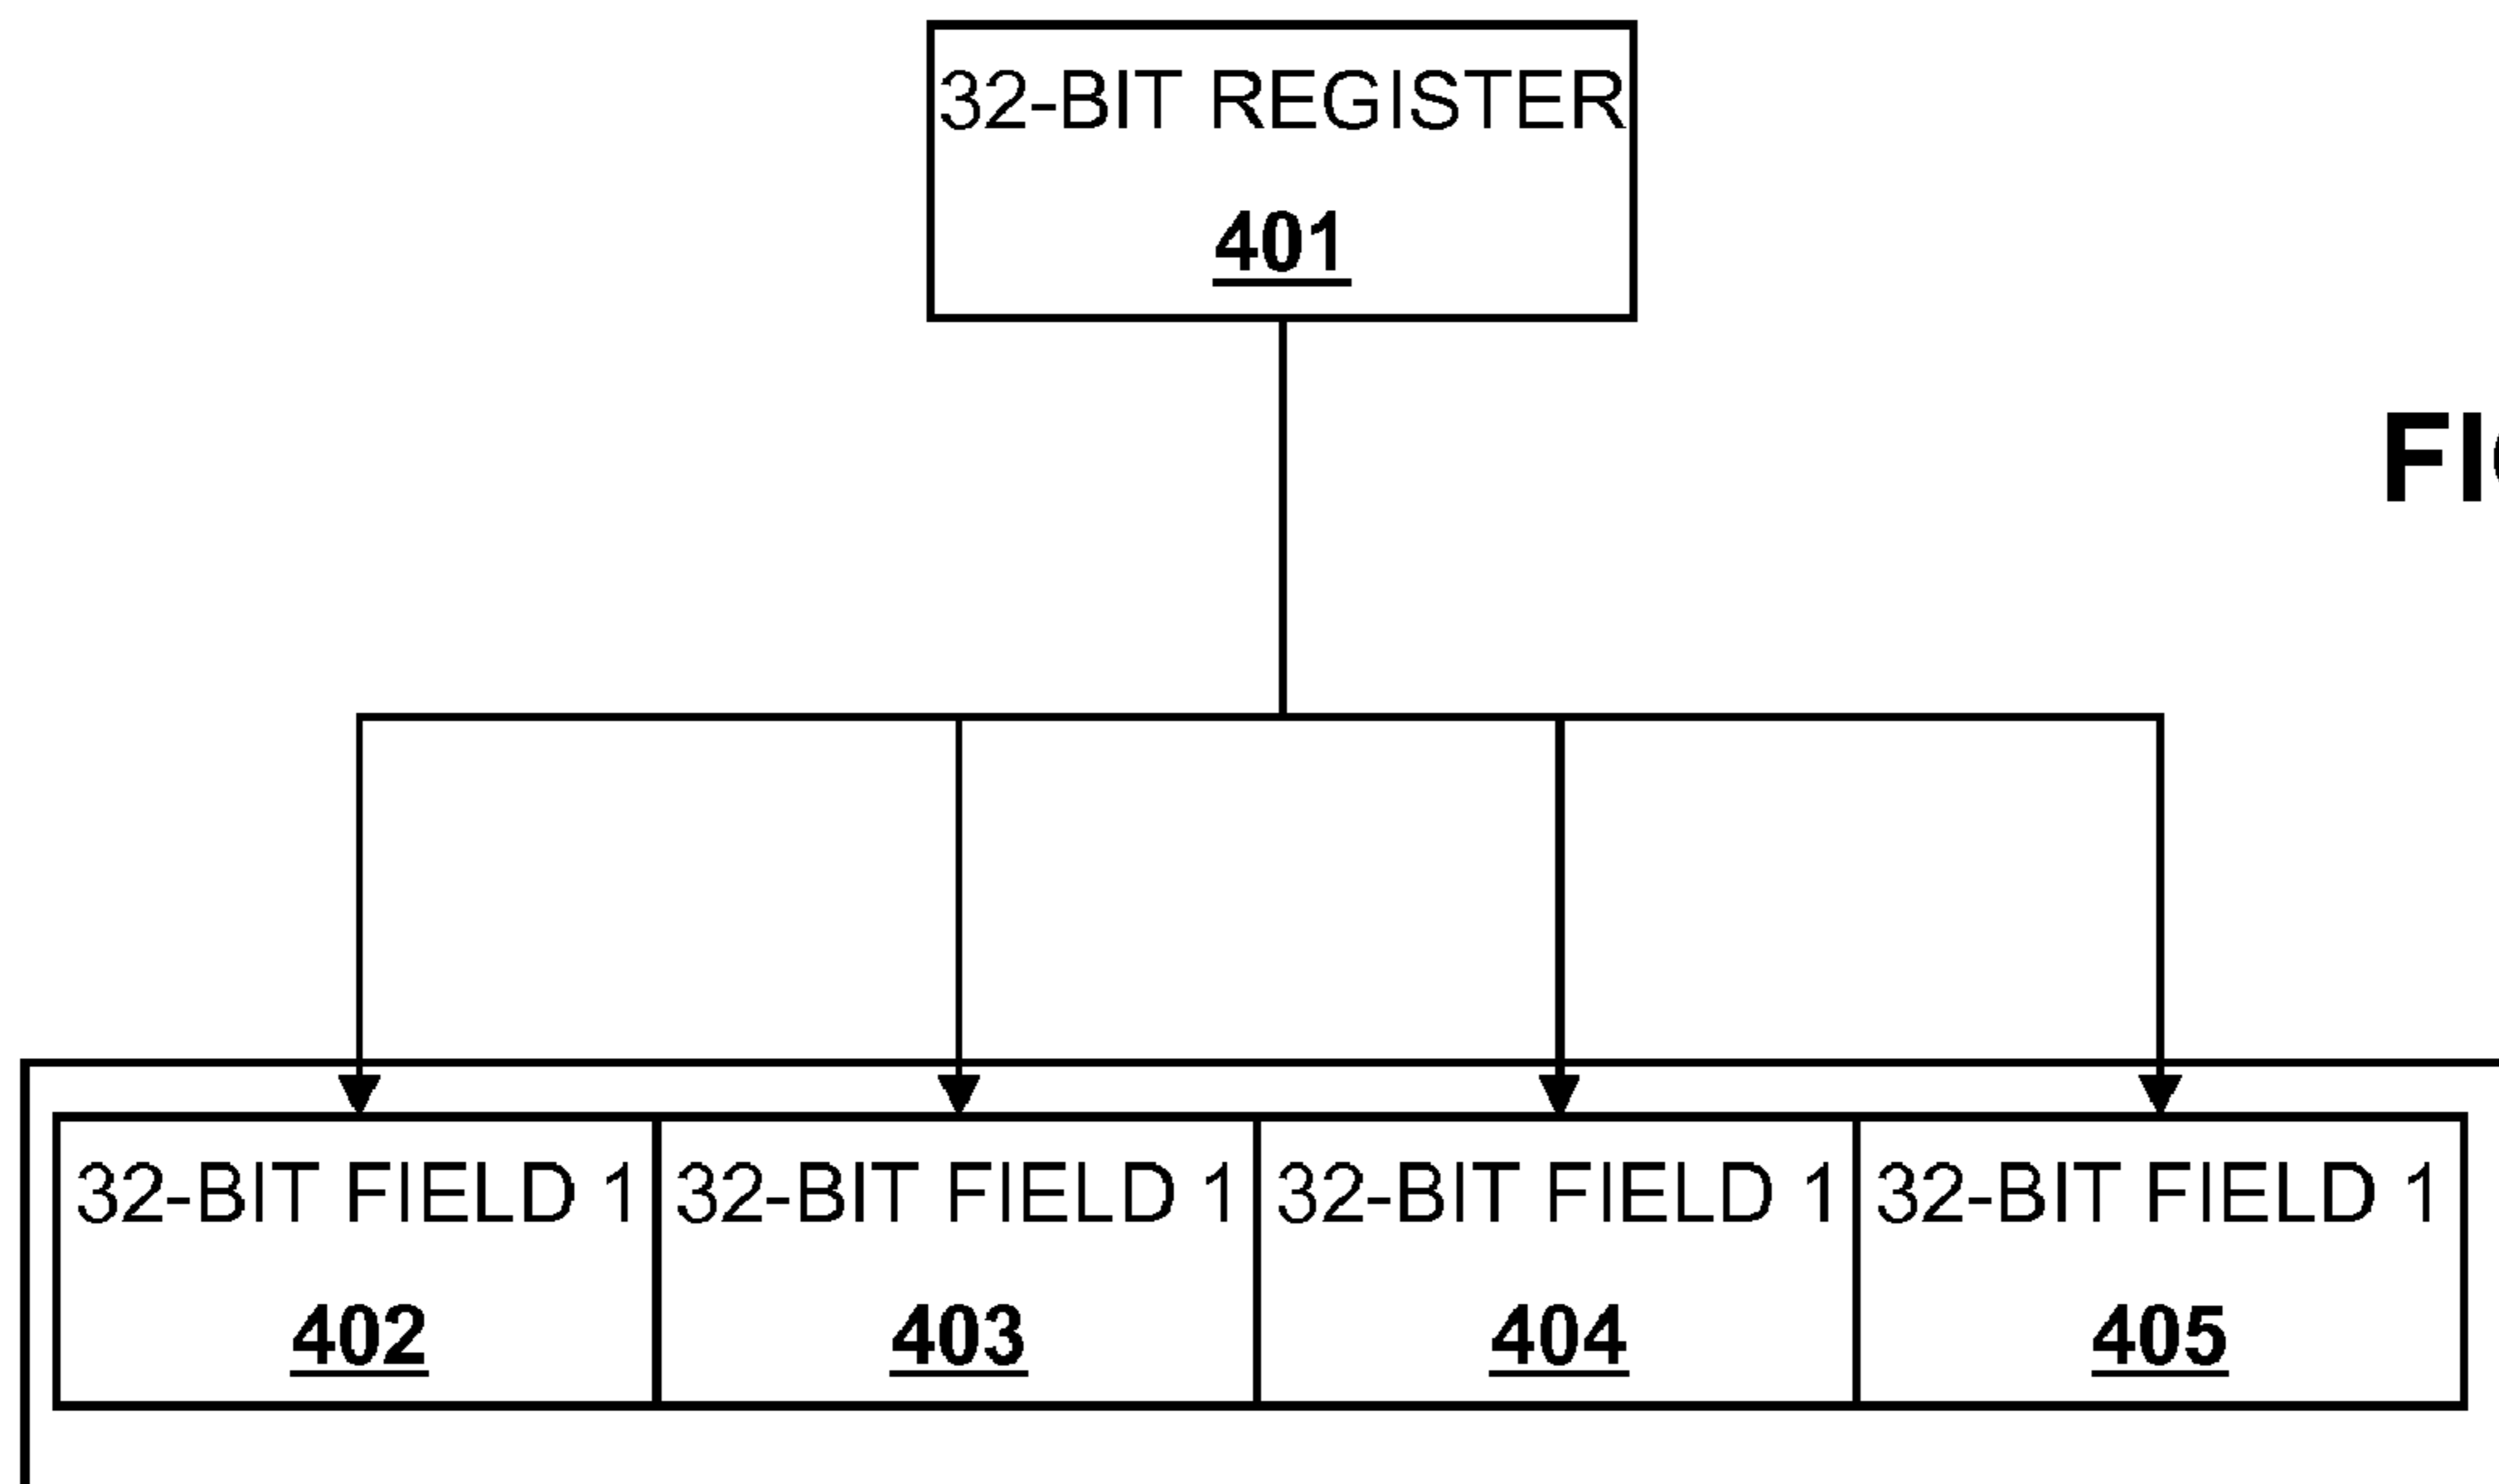 32-BIT REGISTER
401
32-BIT FIELD 1
402
32-BIT FIELD 1
403
32-BIT FIELD 1
404
32-BIT FIELD 1
405